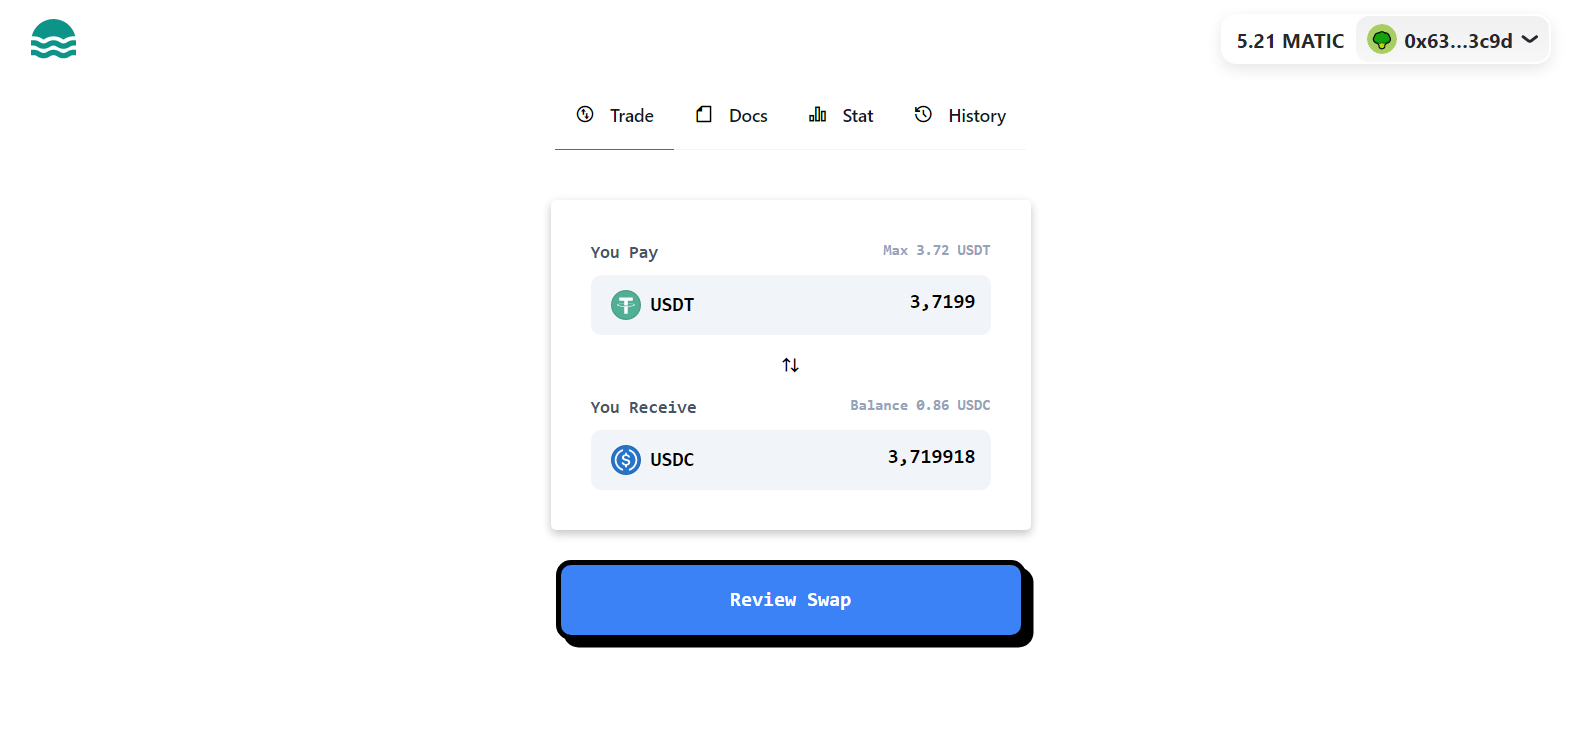 5.21 MATIC 0x63...3c9d
Trade Docs Stat History
You Pay Max 3.72 USDT
USDT 3,7199
You Receive Balance 0.86 USDC
USDC 3,719918
Review Swap